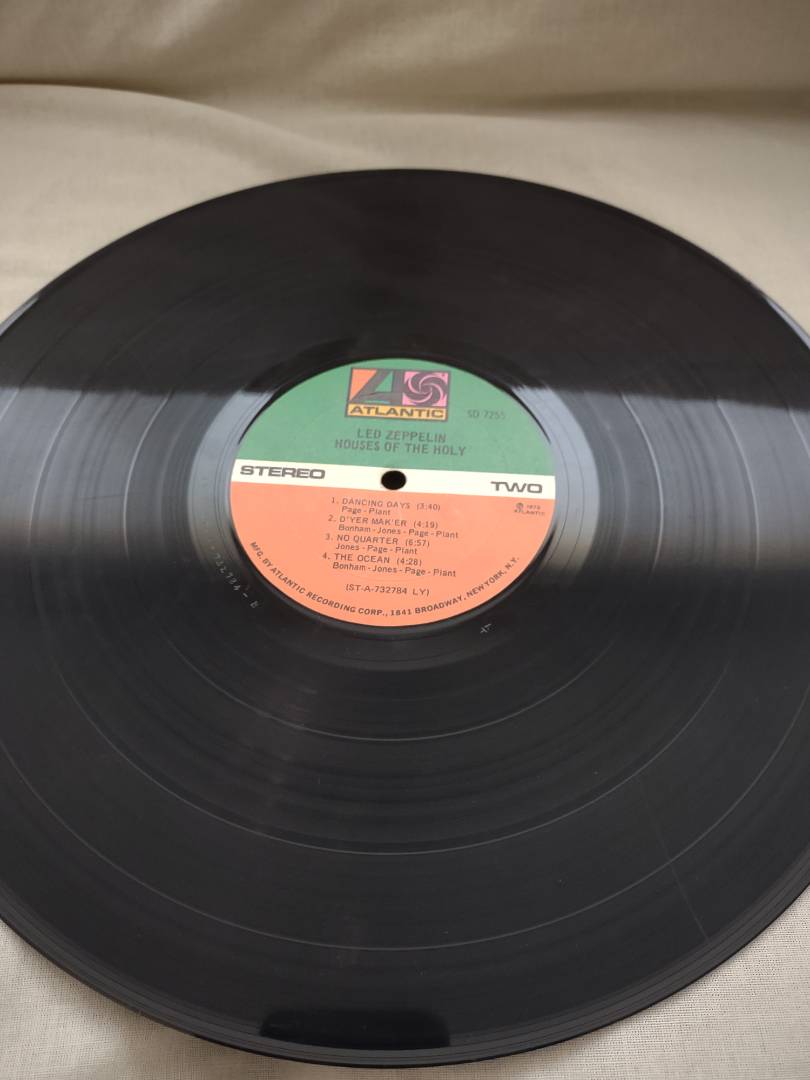 ATLANTIC
SD 7255
LED ZEPPELIN
HOUSES OF THE HOLY
STEREO
TWO
1. DANCING DAYS (3:40)
Page - Plant
2. D'YER MAK'ER (4:19)
Bonham - Jones - Page - Plant
3. NO QUARTER (6:57)
Jones - Page - Plant
4. THE OCEAN (4:28)
Bonham - Jones - Page - Plant
(ST-A-732784 LY)
℗ 1973
ATLANTIC
MFG. BY ATLANTIC RECORDING CORP., 1841 BROADWAY, NEW YORK, N.Y.